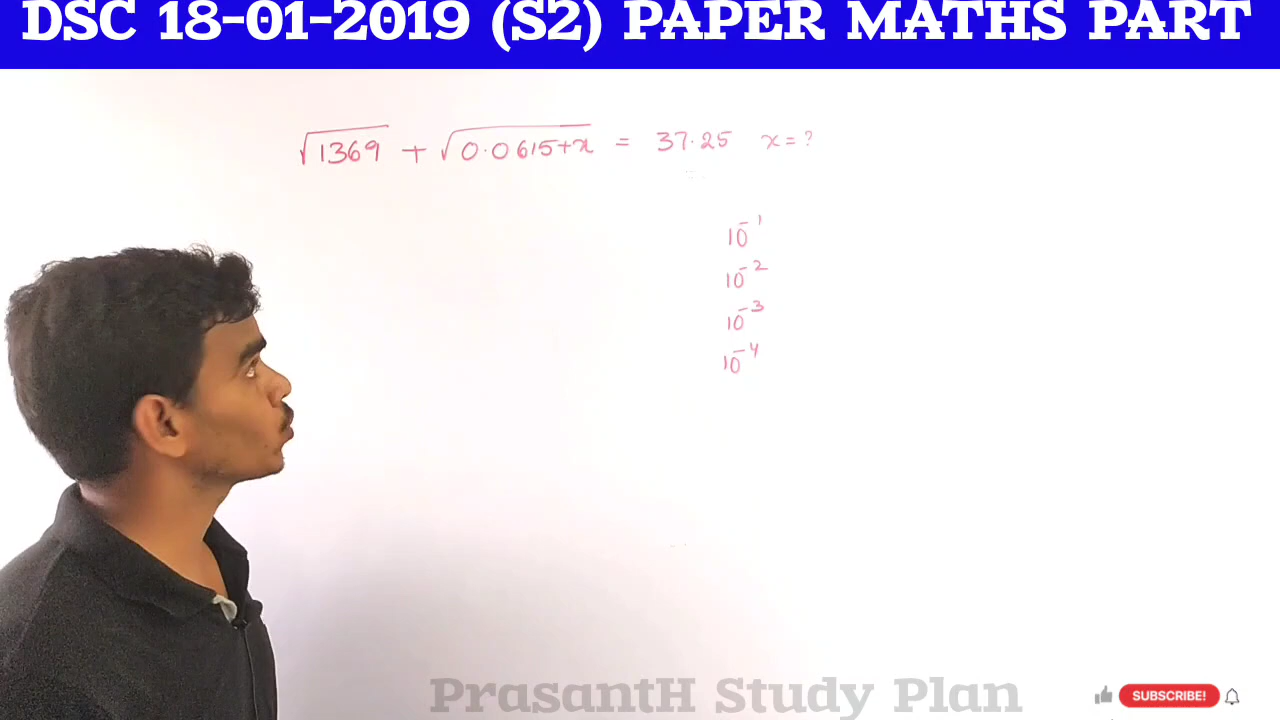 DSC 18-01-2019 (S2) PAPER MATHS PART
√1369 + √0.0615+x = 37.25 x = ?
10⁻¹
10⁻²
10⁻³
10⁻⁴
PrasantH Study Plan
SUBSCRIBE!